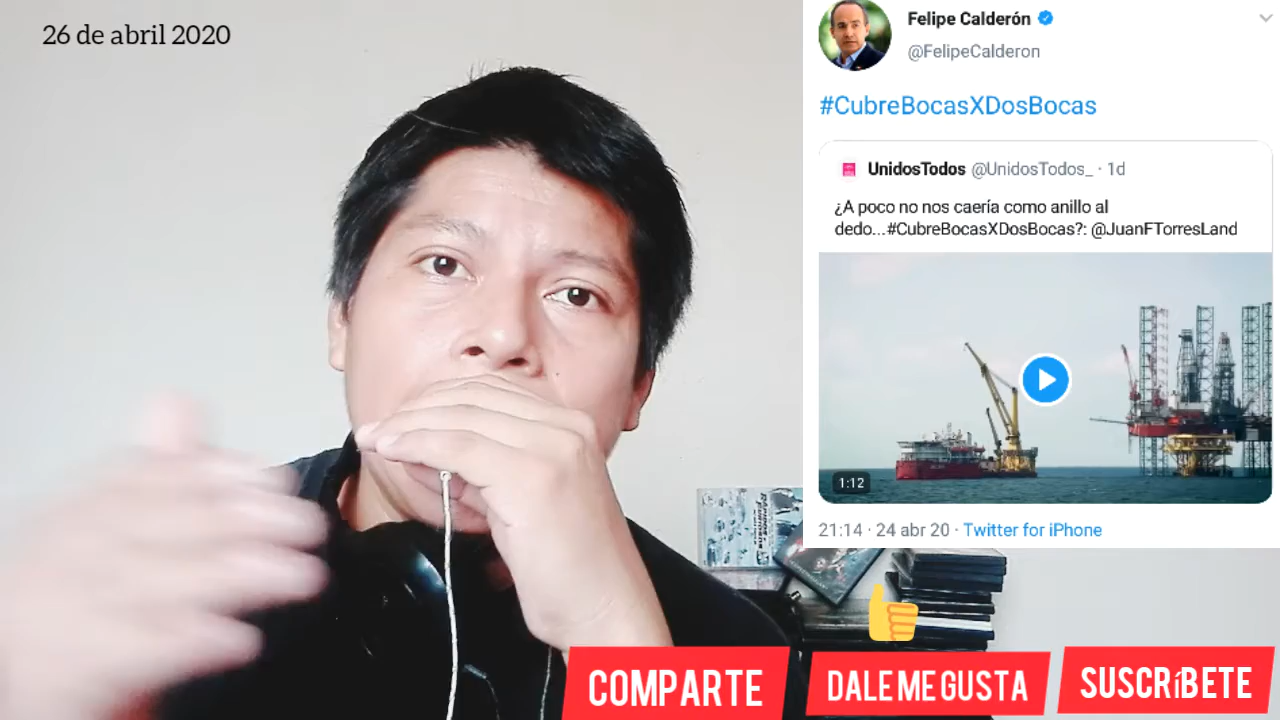 26 de abril 2020
Felipe Calderón
@FelipeCalderon
#CubreBocasXDosBocas
UnidosTodos @UnidosTodos_ · 1d
¿A poco no nos caería como anillo al
dedo...#CubreBocasXDosBocas?: @JuanFTorresLand
1:12
21:14 · 24 abr 20 · Twitter for iPhone
COMPARTE
DALE ME GUSTA
SUSCRíBETE